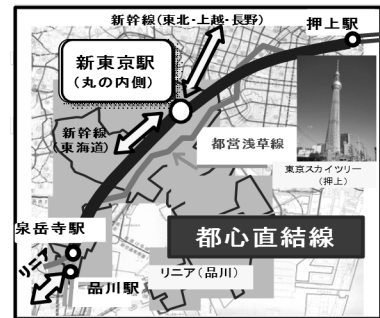 新幹線(東北・上越・長野)
押上駅
新東京駅
(丸の内側)
新幹線
(東海道)
都営浅草線
東京スカイツリー
(押上)
泉岳寺駅
都心直結線
リニア
リニア(品川)
品川駅